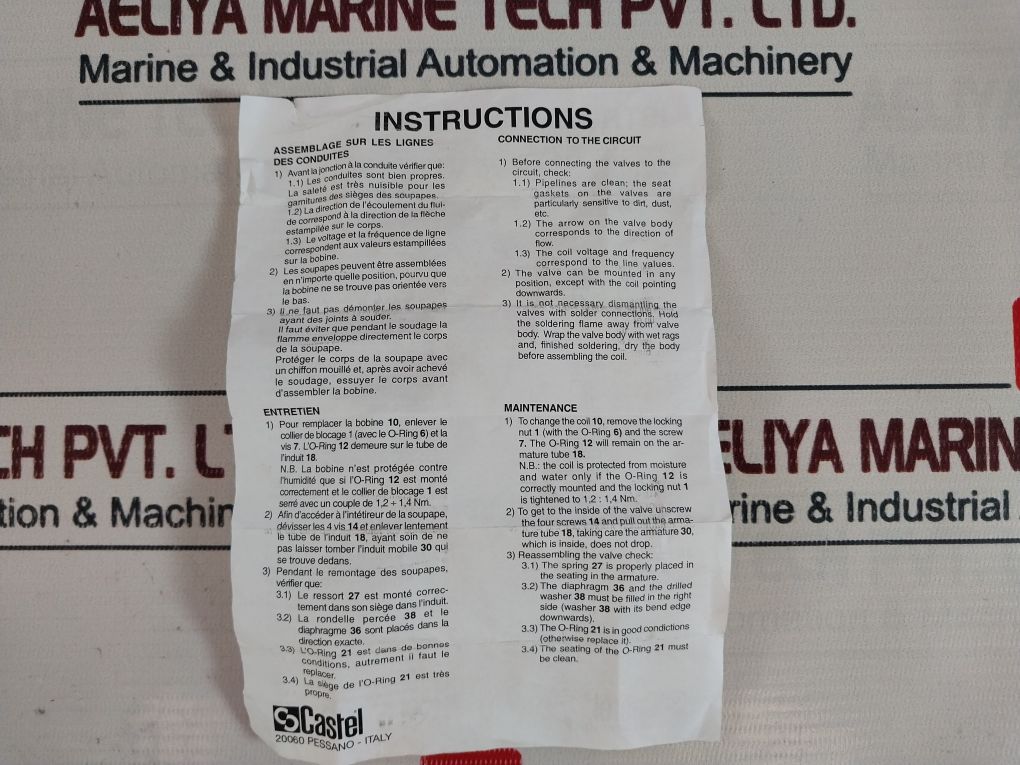 AELIYA MARINE TECH PVT. LTD.
Marine & Industrial Automation & Machinery
INSTRUCTIONS
ASSEMBLAGE SUR LES LIGNES
DES CONDUITES
1) Avant la jonction à la conduite vérifier que:
1.1) Les conduites sont bien propres.
La saleté est très nuisible pour les
garnitures des sièges des soupapes.
1.2) La direction de l'écoulement du flui-
de correspond à la direction de la flèche
estampilée sur le corps.
1.3) Le voltage et la fréquence de ligne
correspondent aux valeurs estampillées
sur la bobine.
2) Les soupapes peuvent être assemblées
en n'importe quelle position, pourvu que
la bobine ne se trouve pas orientée vers
le bas.
3) Il ne faut pas démonter les soupapes
ayant des joints à souder.
Il faut éviter que pendant le soudage la
flamme enveloppe directement le corps
de la soupape.
Protéger le corps de la soupape avec
un chiffon mouillé et, après avoir achevé
le soudage, essuyer le corps avant
d'assembler la bobine.
ENTRETIEN
1) Pour remplacer la bobine 10, enlever le
collier de blocage 1 (avec le O-Ring 6) et la
vis 7. L'O-Ring 12 demeure sur le tube de
l'induit 18.
N.B. La bobine n'est protégée contre
l'humidité que si l'O-Ring 12 est monté
correctement et le collier de blocage 1 est
serré avec un couple de 1,2 ÷ 1,4 Nm.
2) Afin d'accéder à l'intétireur de la soupape,
dévisser les 4 vis 14 et enlever lentement
le tube de l'induit 18, ayant soin de ne
pas laisser tomber l'induit mobile 30 qui
se trouve dedans.
3) Pendant le remontage des soupapes,
vérifier que:
3.1) Le ressort 27 est monté correc-
tement dans son siège dans l'induit.
3.2) La rondelle percée 38 et le
diaphragme 36 sont placés dans la
direction exacte.
3.3) L'O-Ring 21 est dans de bonnes
conditions, autrement il faut le
replacer.
3.4) La siège de l'O-Ring 21 est très
propre.
Castel
20060 PESSANO - ITALY
CONNECTION TO THE CIRCUIT
1) Before connecting the valves to the
circuit, check:
1.1) Pipelines are clean; the seat
gaskets on the valves are
particularly sensitive to dirt, dust,
etc.
1.2) The arrow on the valve body
corresponds to the direction of
flow.
1.3) The coil voltage and frequency
correspond to the line values.
2) The valve can be mounted in any
position, except with the coil pointing
downwards.
3) It is not necessary dismantling the
valves with solder connections. Hold
the soldering flame away from valve
body. Wrap the valve body with wet rags
and, finished soldering, dry the body
before assembling the coil.
MAINTENANCE
1) To change the coil 10, remove the locking
nut 1 (with the O-Ring 6) and the screw
7. The O-Ring 12 will remain on the ar-
mature tube 18.
N.B.: the coil is protected from moisture
and water only if the O-Ring 12 is
correctly mounted and the locking nut 1
is tightened to 1,2 : 1,4 Nm.
2) To get to the inside of the valve unscrew
the four screws 14 and pull out the arma-
ture tube 18, taking care the armature 30,
which is inside, does not drop.
3) Reassembling the valve check:
3.1) The spring 27 is properly placed in
the seating in the armature.
3.2) The diaphragm 36 and the drilled
washer 38 must be filled in the right
side (washer 38 with its bend edge
downwards).
3.3) The O-Ring 21 is in good condictions
(otherwise replace it).
3.4) The seating of the O-Ring 21 must
be clean.
CH PVT. L
tion & Machin
ELIYA MARIN
rine & Industrial